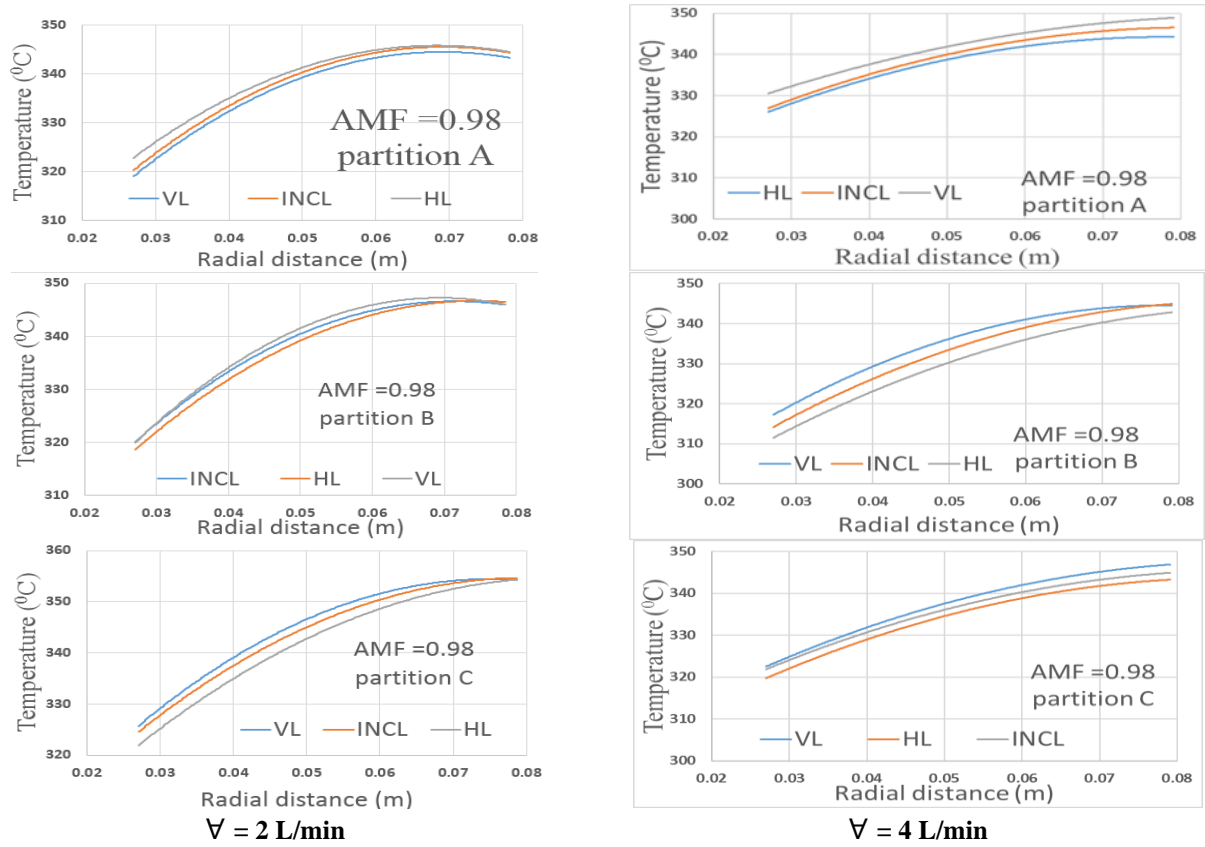 350
340
330
320
310
Temperature (⁰C)
AMF =0.98
partition A
VL INCL HL
0.02 0.03 0.04 0.05 0.06 0.07 0.08
Radial distance (m)
350
340
330
320
310
300
Temperature (⁰C)
HL INCL VL
AMF =0.98
partition A
0.02 0.03 0.04 0.05 0.06 0.07 0.08
Radial distance (m)
350
340
330
320
310
Temperature (⁰C)
AMF =0.98
partition B
INCL HL VL
0.02 0.03 0.04 0.05 0.06 0.07 0.08
Radial distance (m)
350
340
330
320
310
300
Temperature (⁰C)
AMF =0.98
partition B
VL INCL HL
0.02 0.03 0.04 0.05 0.06 0.07 0.08
Radial distance (m)
360
350
340
330
320
Temperature (⁰C)
AMF =0.98
partition C
VL INCL HL
0.02 0.03 0.04 0.05 0.06 0.07 0.08
Radial distance (m)
350
340
330
320
310
300
Temperature (⁰C)
AMF =0.98
partition C
VL HL INCL
0.02 0.03 0.04 0.05 0.06 0.07 0.08
Radial distance (m)
∀ = 2 L/min
∀ = 4 L/min